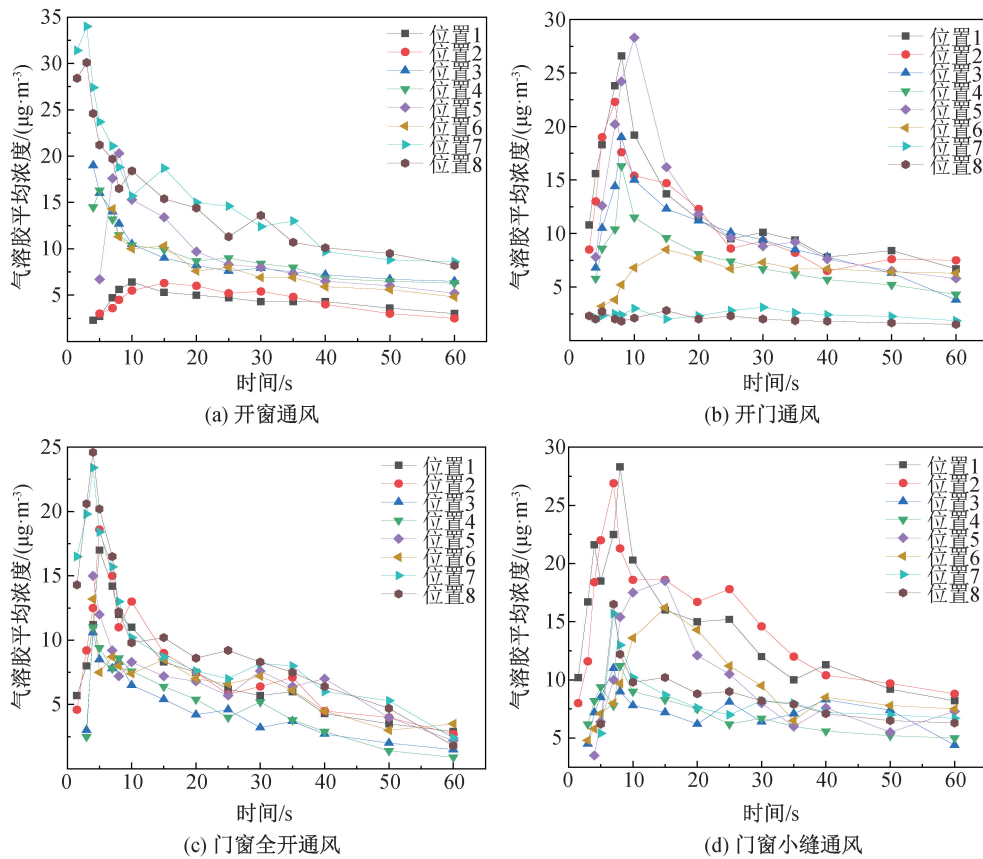 35
30
25
20
15
10
5
0 10 20 30 40 50 60
气溶胶平均浓度/(μg·m⁻³)
位置1
位置2
位置3
位置4
位置5
位置6
位置7
位置8
时间/s
(a) 开窗通风
30
25
20
15
10
5
0 10 20 30 40 50 60
气溶胶平均浓度/(μg·m⁻³)
位置1
位置2
位置3
位置4
位置5
位置6
位置7
位置8
时间/s
(b) 开门通风
25
20
15
10
5
0 10 20 30 40 50 60
气溶胶平均浓度/(μg·m⁻³)
位置1
位置2
位置3
位置4
位置5
位置6
位置7
位置8
时间/s
(c) 门窗全开通风
30
25
20
15
10
5
0 10 20 30 40 50 60
气溶胶平均浓度/(μg·m⁻³)
位置1
位置2
位置3
位置4
位置5
位置6
位置7
位置8
时间/s
(d) 门窗小缝通风